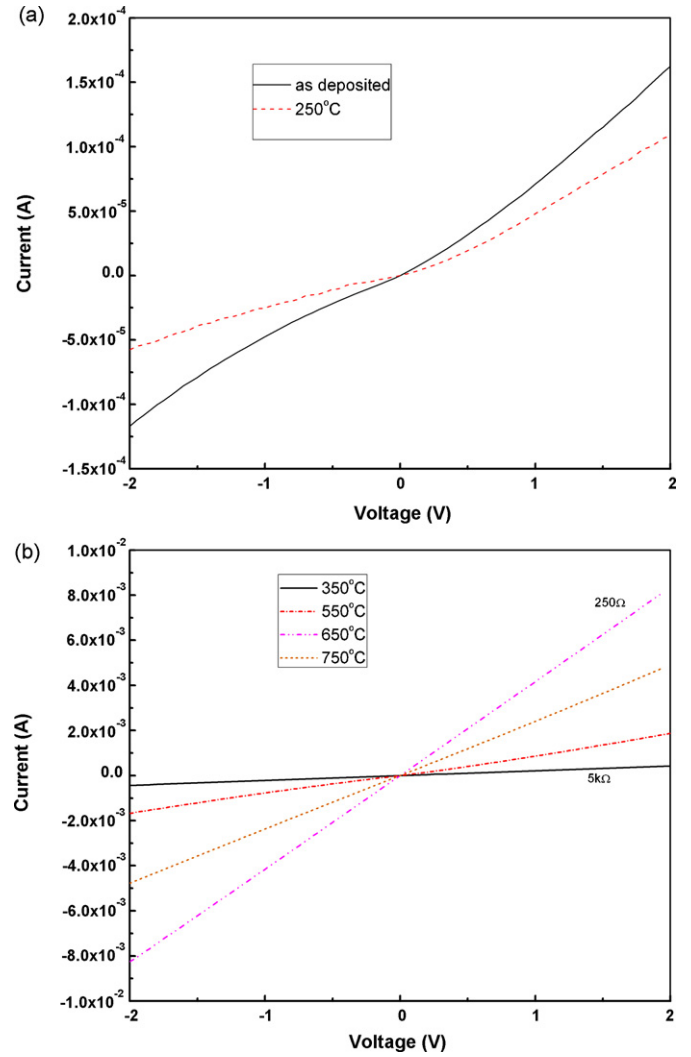 (a)
2.0x10⁻⁴
1.5x10⁻⁴
1.0x10⁻⁴
5.0x10⁻⁵
0.0
-5.0x10⁻⁵
-1.0x10⁻⁴
-1.5x10⁻⁴
Current (A)
as deposited
250°C
-2
-1
0
1
2
Voltage (V)
(b)
1.0x10⁻²
8.0x10⁻³
6.0x10⁻³
4.0x10⁻³
2.0x10⁻³
0.0
-2.0x10⁻³
-4.0x10⁻³
-6.0x10⁻³
-8.0x10⁻³
-1.0x10⁻²
Current (A)
350°C
550°C
650°C
750°C
250Ω
5kΩ
-2
-1
0
1
2
Voltage (V)